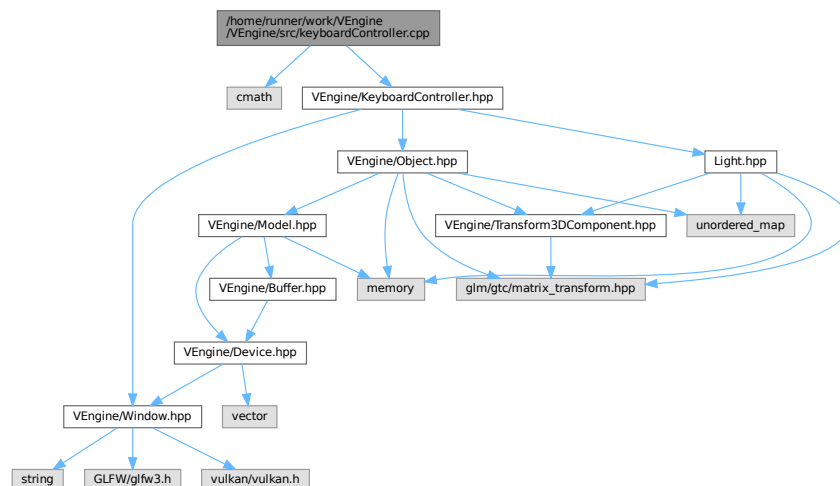 /home/runner/work/VEngine
/VEngine/src/keyboardController.cpp
cmath
VEngine/KeyboardController.hpp
VEngine/Object.hpp
Light.hpp
VEngine/Model.hpp
VEngine/Transform3DComponent.hpp
unordered_map
VEngine/Buffer.hpp
memory
glm/gtc/matrix_transform.hpp
VEngine/Device.hpp
VEngine/Window.hpp
vector
string
GLFW/glfw3.h
vulkan/vulkan.h